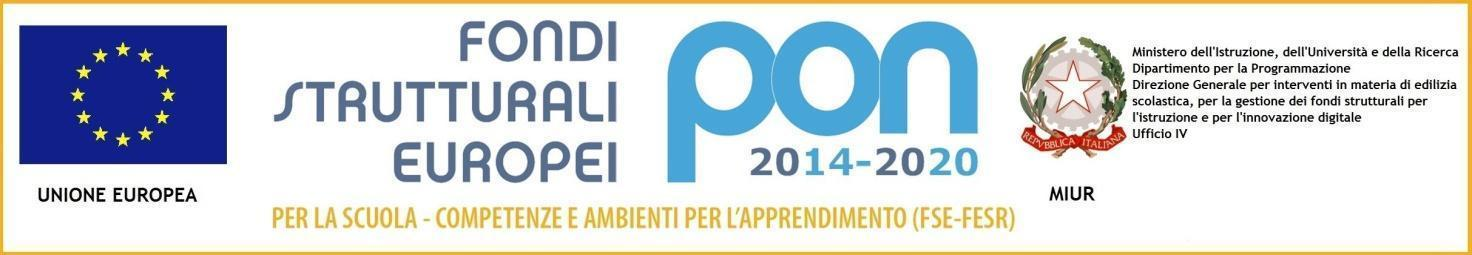 UNIONE EUROPEA
FONDI
STRUTTURALI
EUROPEI
pon
2014-2020
PER LA SCUOLA - COMPETENZE E AMBIENTI PER L'APPRENDIMENTO (FSE-FESR)
REPVBBLICA ITALIANA
MIUR
Ministero dell'Istruzione, dell'Università e della Ricerca
Dipartimento per la Programmazione
Direzione Generale per interventi in materia di edilizia
scolastica, per la gestione dei fondi strutturali per
l'istruzione e per l'innovazione digitale
Ufficio IV